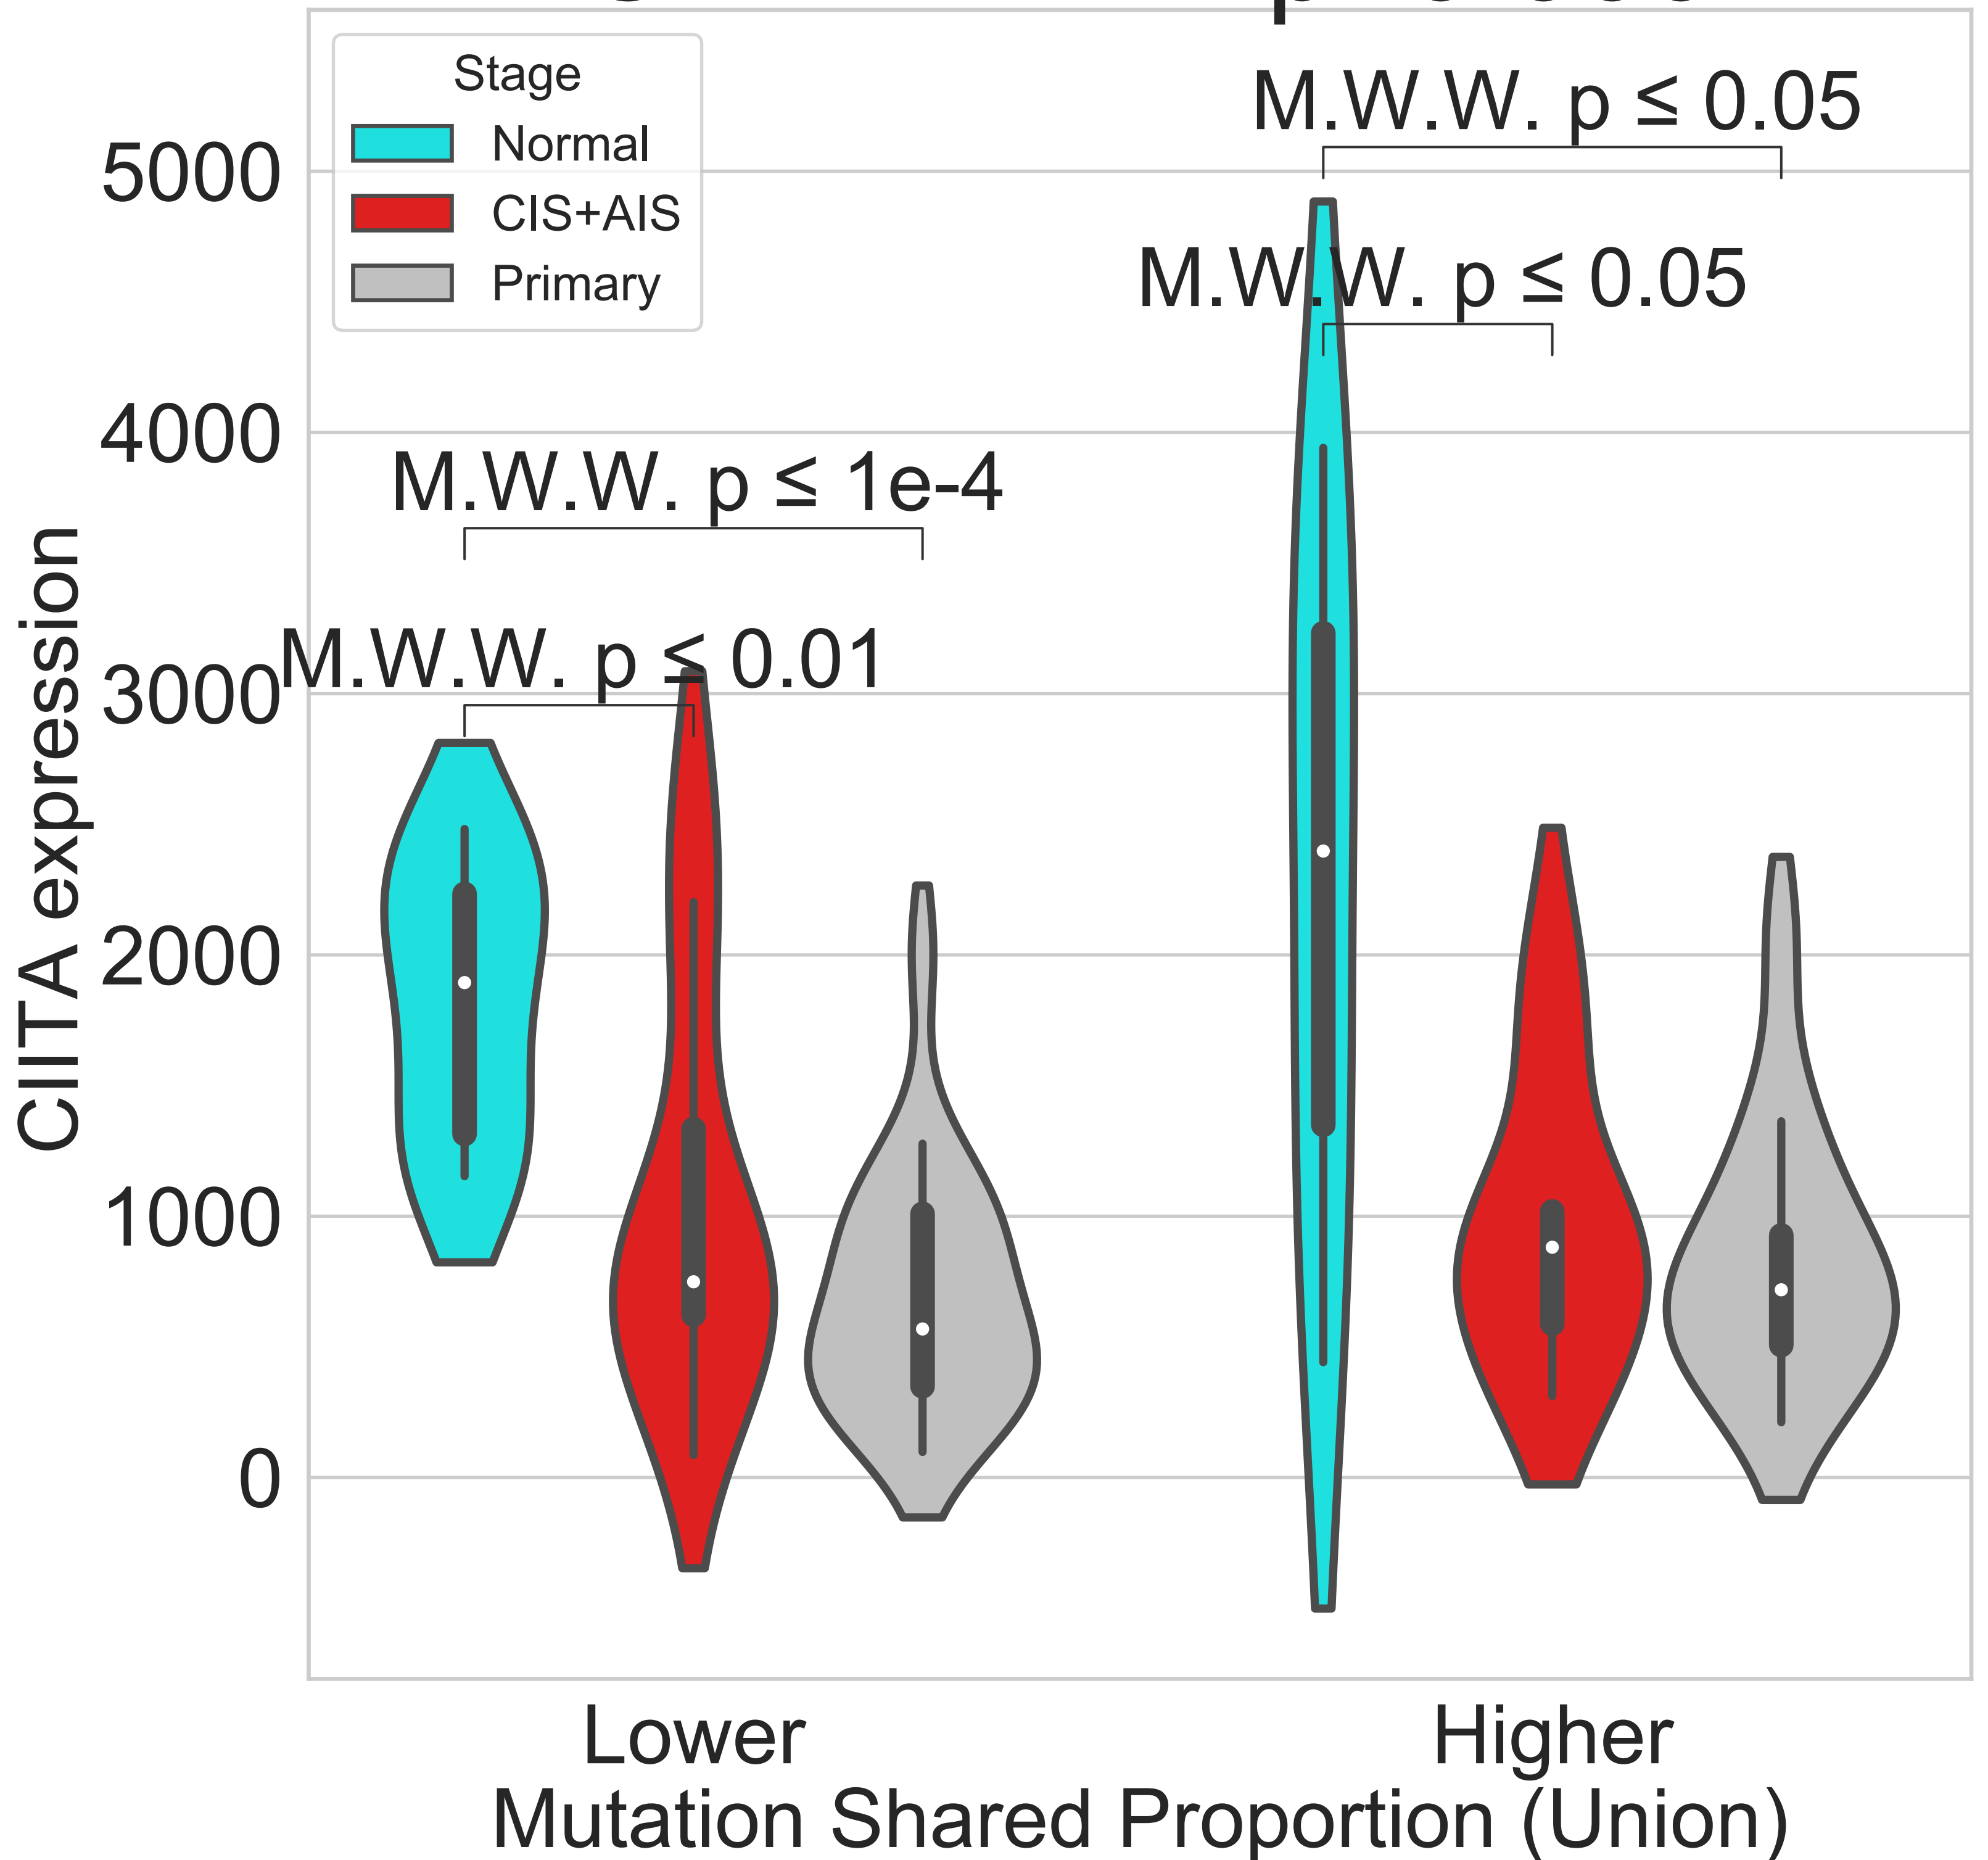 Stage
Normal
CIS+AIS
Primary
M.W.W. p ≤ 0.05
M.W.W. p ≤ 0.05
M.W.W. p ≤ 1e-4
M.W.W. p ≤ 0.01
5000
4000
3000
2000
1000
0
CIITA expression
Lower
Higher
Mutation Shared Proportion (Union)